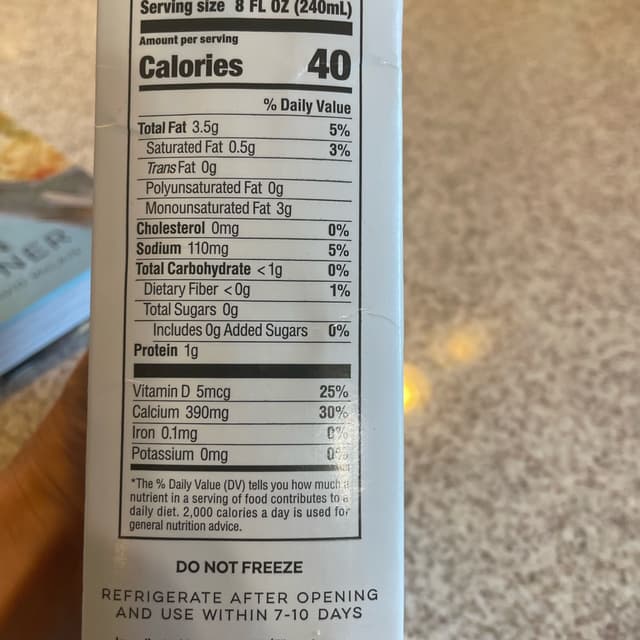 Serving size 8 FL OZ (240mL)
Amount per serving
Calories 40
% Daily Value
Total Fat 3.5g 5%
Saturated Fat 0.5g 3%
Trans Fat 0g
Polyunsaturated Fat 0g
Monounsaturated Fat 3g
Cholesterol 0mg 0%
Sodium 110mg 5%
Total Carbohydrate <1g 0%
Dietary Fiber <0g 1%
Total Sugars 0g
Includes 0g Added Sugars 0%
Protein 1g
Vitamin D 5mcg 25%
Calcium 390mg 30%
Iron 0.1mg 0%
Potassium 0mg 0%
*The % Daily Value (DV) tells you how much a
nutrient in a serving of food contributes to a
daily diet. 2,000 calories a day is used for
general nutrition advice.
DO NOT FREEZE
REFRIGERATE AFTER OPENING
AND USE WITHIN 7-10 DAYS
NER